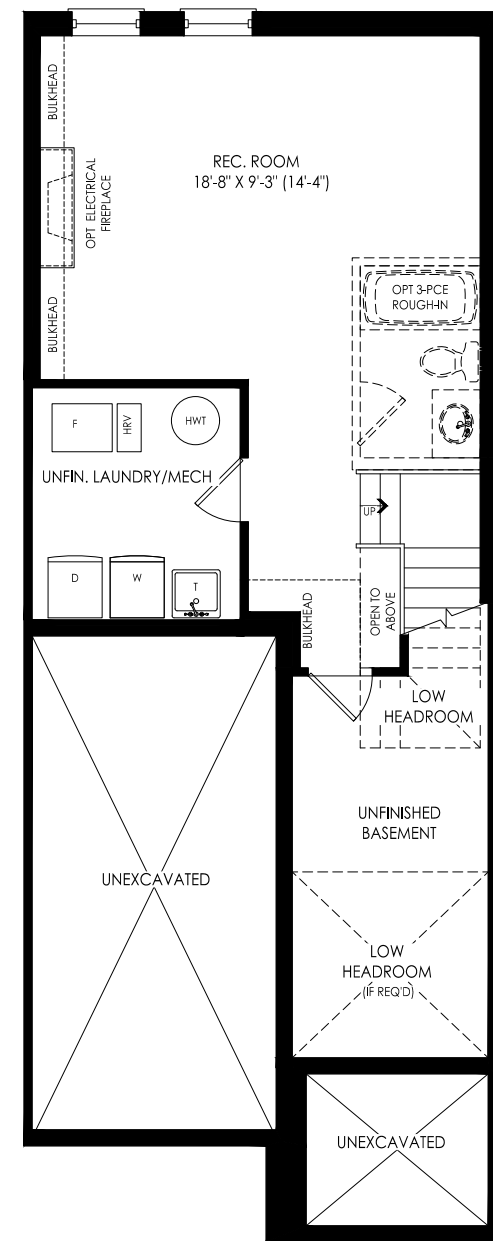 BULKHEAD
REC. ROOM
18'-8" X 9'-3" (14'-4")
OPT ELECTRICAL
FIREPLACE
BULKHEAD
OPT 3-PCE
ROUGH-IN
F
HRV
HWT
UNFIN. LAUNDRY/MECH
UP
D
W
T
BULKHEAD
OPEN TO
ABOVE
LOW
HEADROOM
UNFINISHED
BASEMENT
UNEXCAVATED
LOW
HEADROOM
(IF REQ'D)
UNEXCAVATED